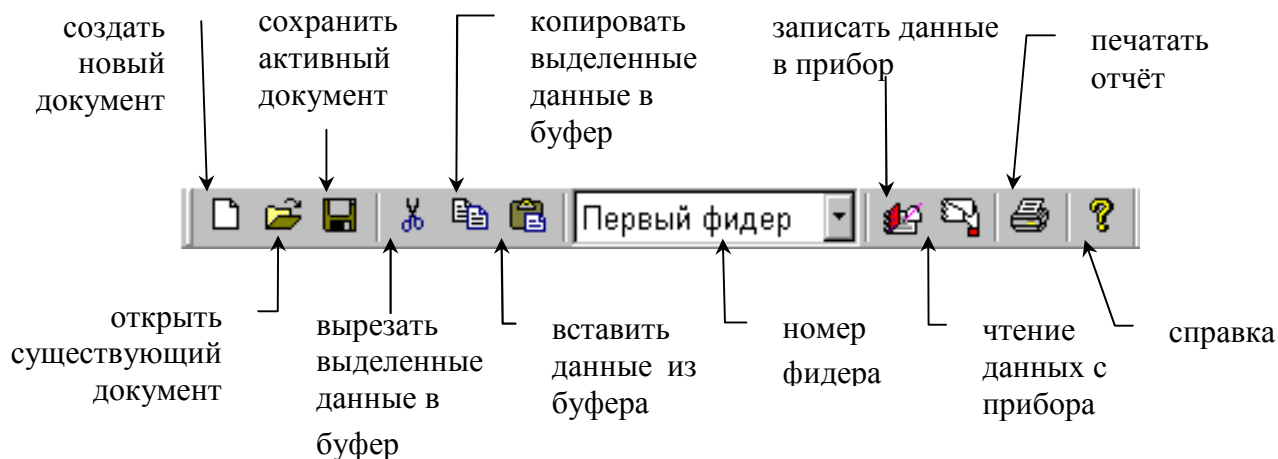 создать
новый
документ
сохранить
активный
документ
копировать
выделенные
данные в
буфер
записать данные
в прибор
печатать
отчёт
Первый фидер
открыть
существующий
документ
вырезать
выделенные
данные в
буфер
вставить
данные из
буфера
номер
фидера
чтение
данных с
прибора
справка